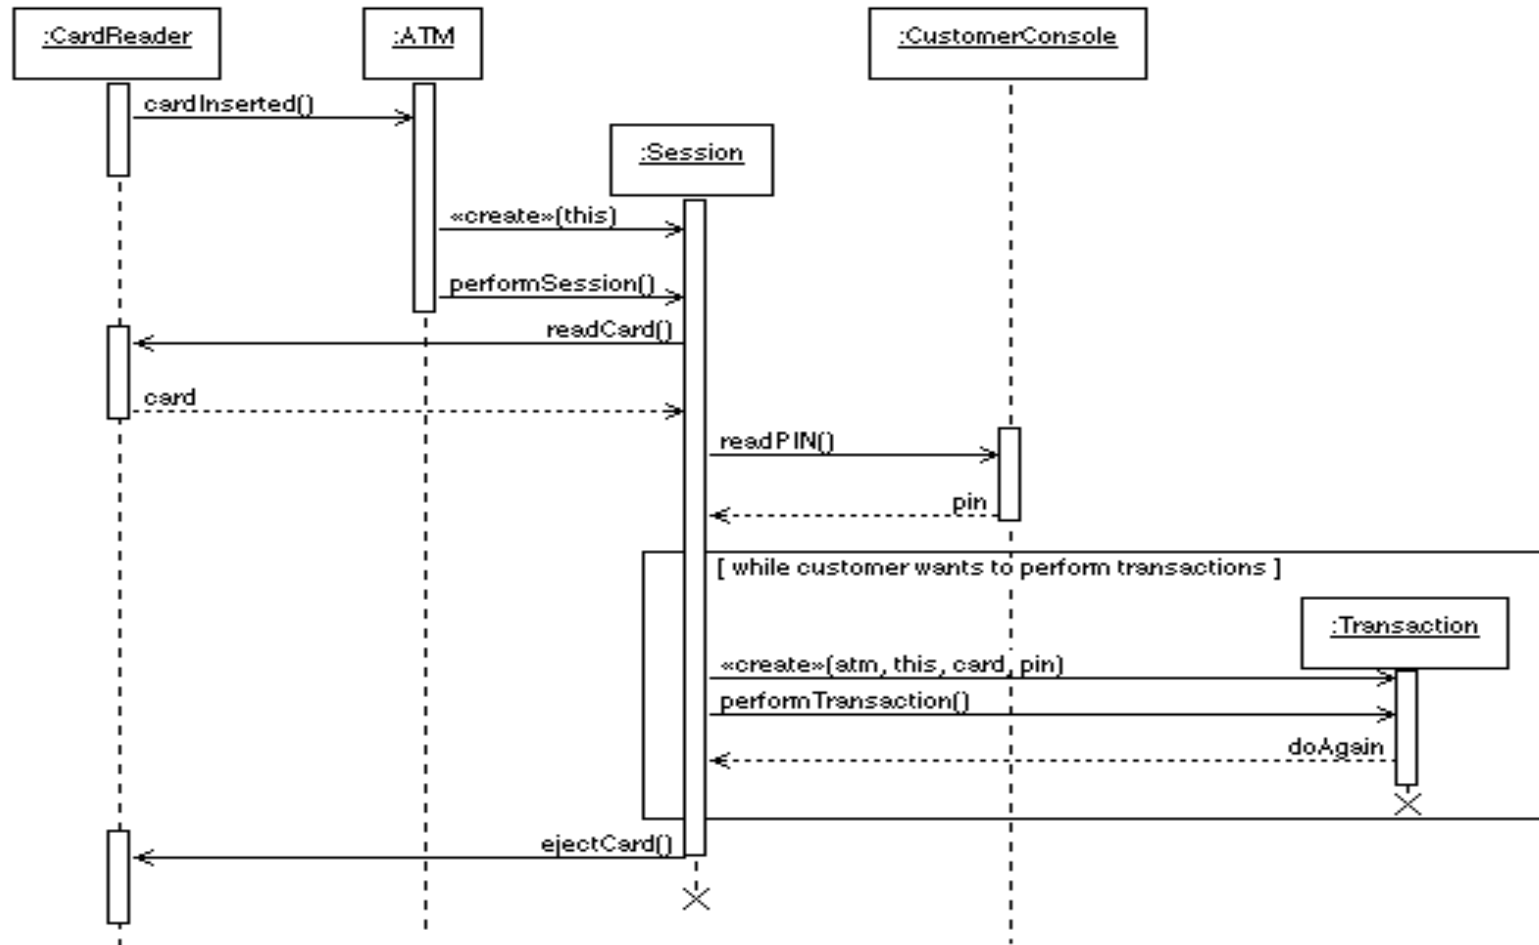 :CardReader
:ATM
:CustomerConsole
cardInserted()
:Session
«create»(this)
performSession()
readCard()
card
readPIN()
pin
[ while customer wants to perform transactions ]
:Transaction
«create»(atm, this, card, pin)
performTransaction()
doAgain
ejectCard()